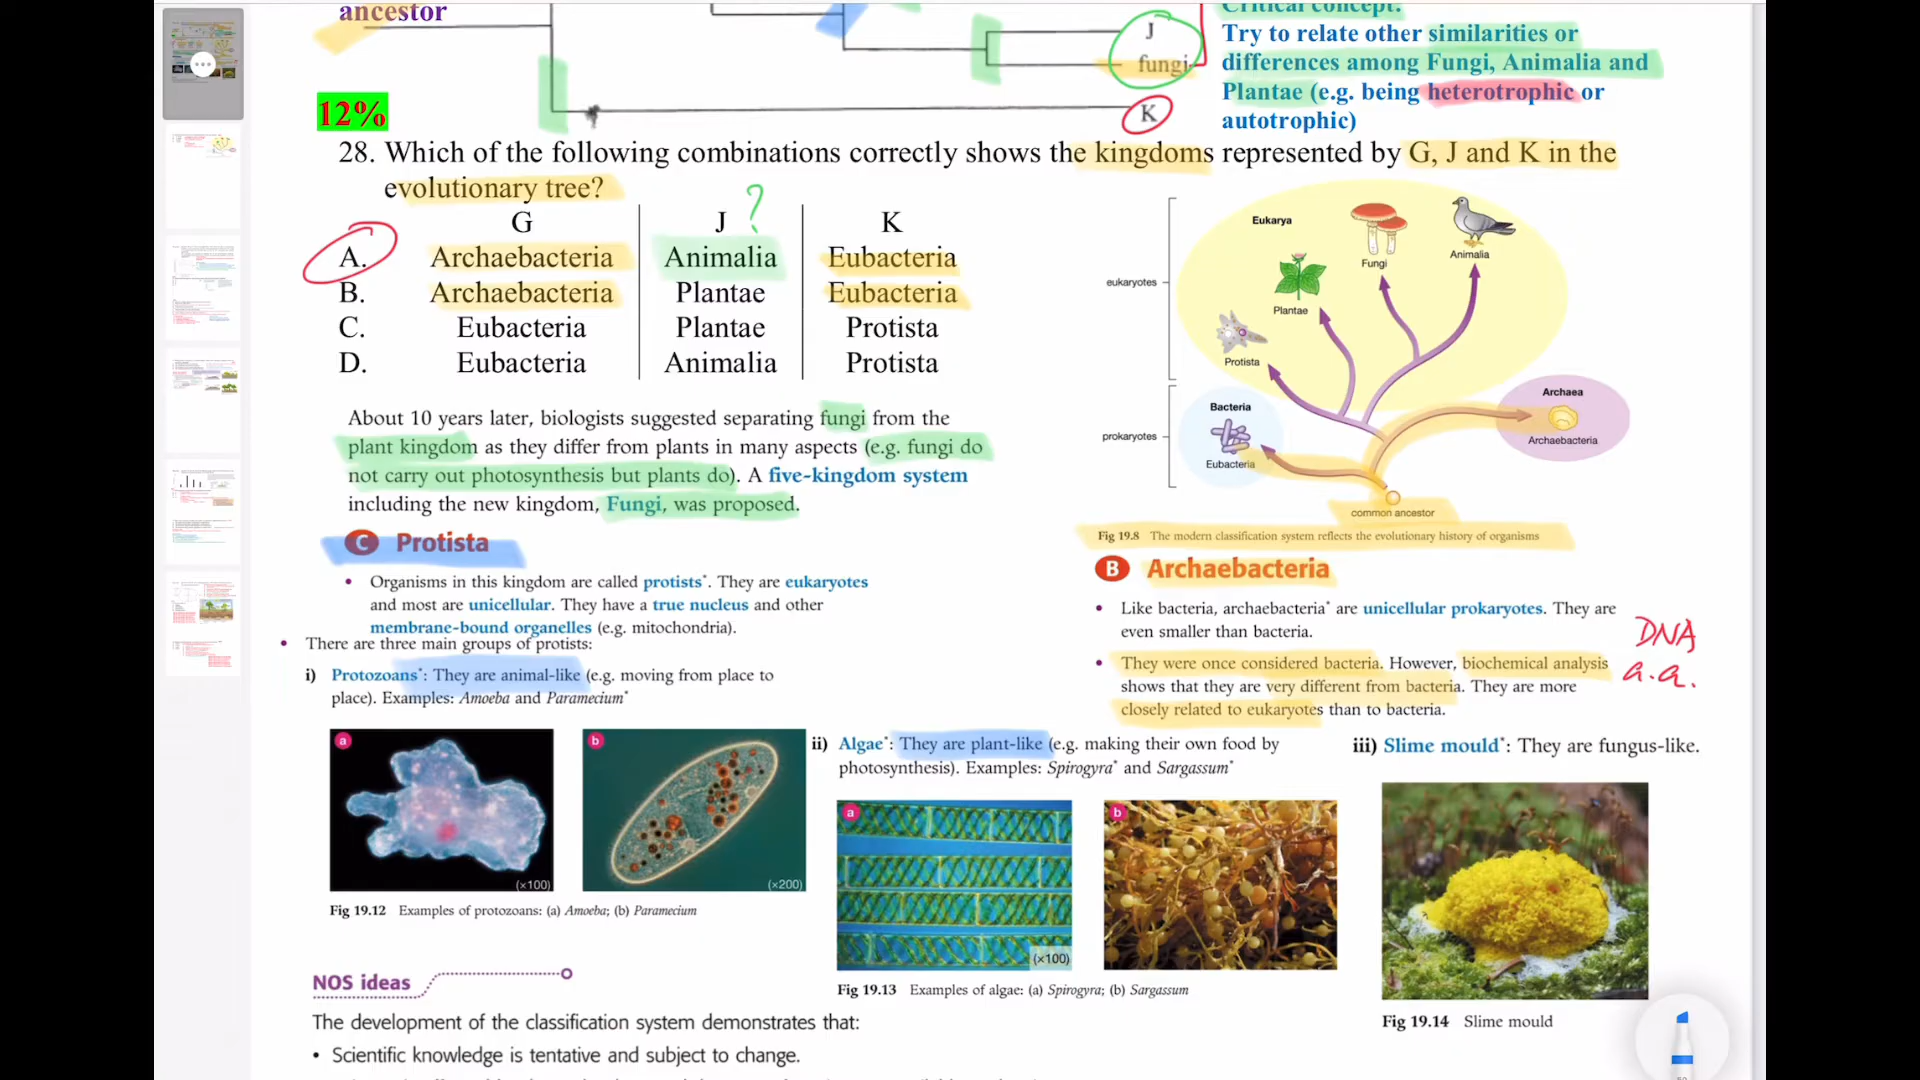 ancestor
J
fungi
K
Critical concept:
Try to relate other similarities or
differences among Fungi, Animalia and
Plantae (e.g. being heterotrophic or
autotrophic)
12%
28. Which of the following combinations correctly shows the kingdoms represented by G, J and K in the
evolutionary tree?
?
G J K
A. Archaebacteria Animalia Eubacteria
B. Archaebacteria Plantae Eubacteria
C. Eubacteria Plantae Protista
D. Eubacteria Animalia Protista
Eukarya
Fungi
Animalia
eukaryotes
Plantae
Protista
Bacteria
Archaea
prokaryotes
Archaebacteria
Eubacteria
common ancestor
Fig 19.8 The modern classification system reflects the evolutionary history of organisms
About 10 years later, biologists suggested separating fungi from the
plant kingdom as they differ from plants in many aspects (e.g. fungi do
not carry out photosynthesis but plants do). A five-kingdom system
including the new kingdom, Fungi, was proposed.
C Protista
• Organisms in this kingdom are called protists*. They are eukaryotes
and most are unicellular. They have a true nucleus and other
membrane-bound organelles (e.g. mitochondria).
• There are three main groups of protists:
i) Protozoans*: They are animal-like (e.g. moving from place to
place). Examples: Amoeba and Paramecium*
B Archaebacteria
• Like bacteria, archaebacteria* are unicellular prokaryotes. They are
even smaller than bacteria.
• They were once considered bacteria. However, biochemical analysis
shows that they are very different from bacteria. They are more
closely related to eukaryotes than to bacteria.
DNA
a.a.
a
(×100)
b
(×200)
Fig 19.12 Examples of protozoans: (a) Amoeba; (b) Paramecium
ii) Algae*: They are plant-like (e.g. making their own food by
photosynthesis). Examples: Spirogyra* and Sargassum*
a
(×100)
b
Fig 19.13 Examples of algae: (a) Spirogyra; (b) Sargassum
iii) Slime mould*: They are fungus-like.
Fig 19.14 Slime mould
NOS ideas
The development of the classification system demonstrates that:
• Scientific knowledge is tentative and subject to change.